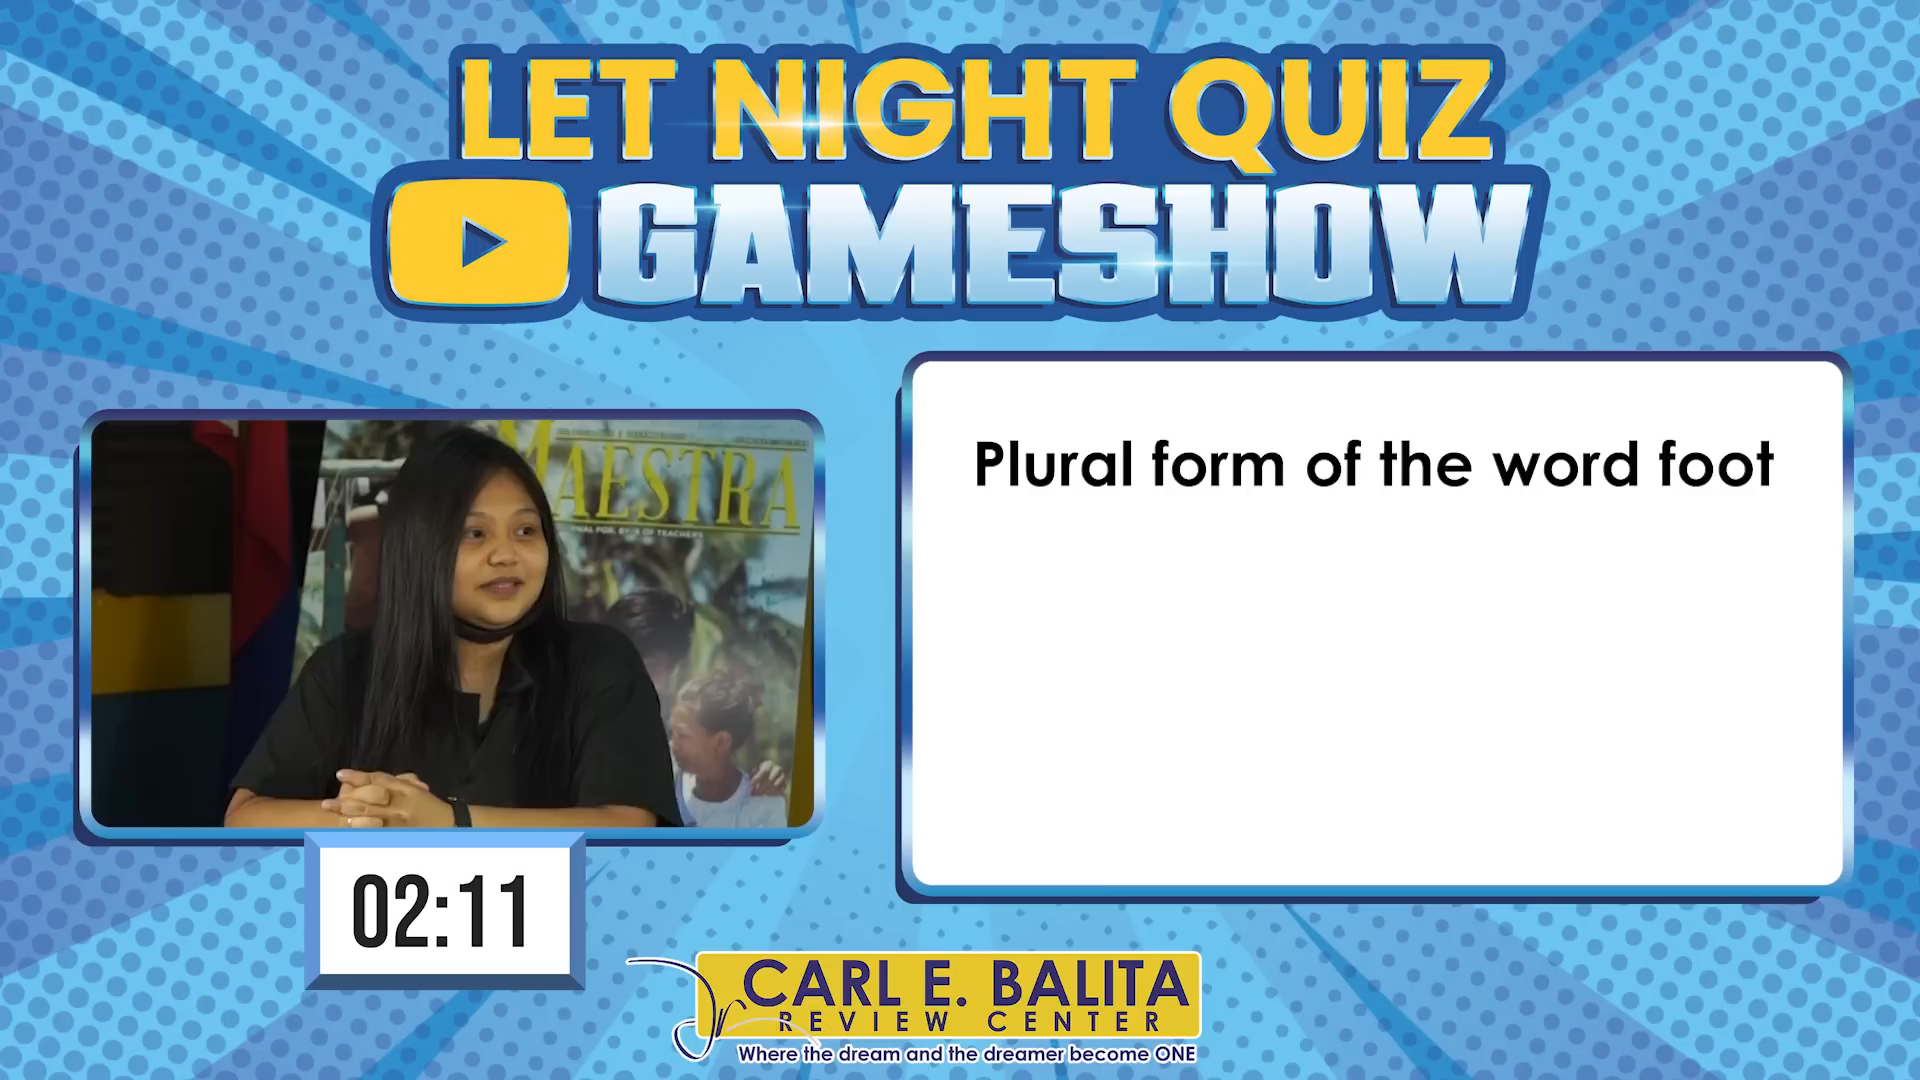 LET NIGHT QUIZ
GAMESHOW
MAESTRA
Plural form of the word foot
02:11
Dr. CARL E. BALITA
REVIEW CENTER
Where the dream and the dreamer become ONE